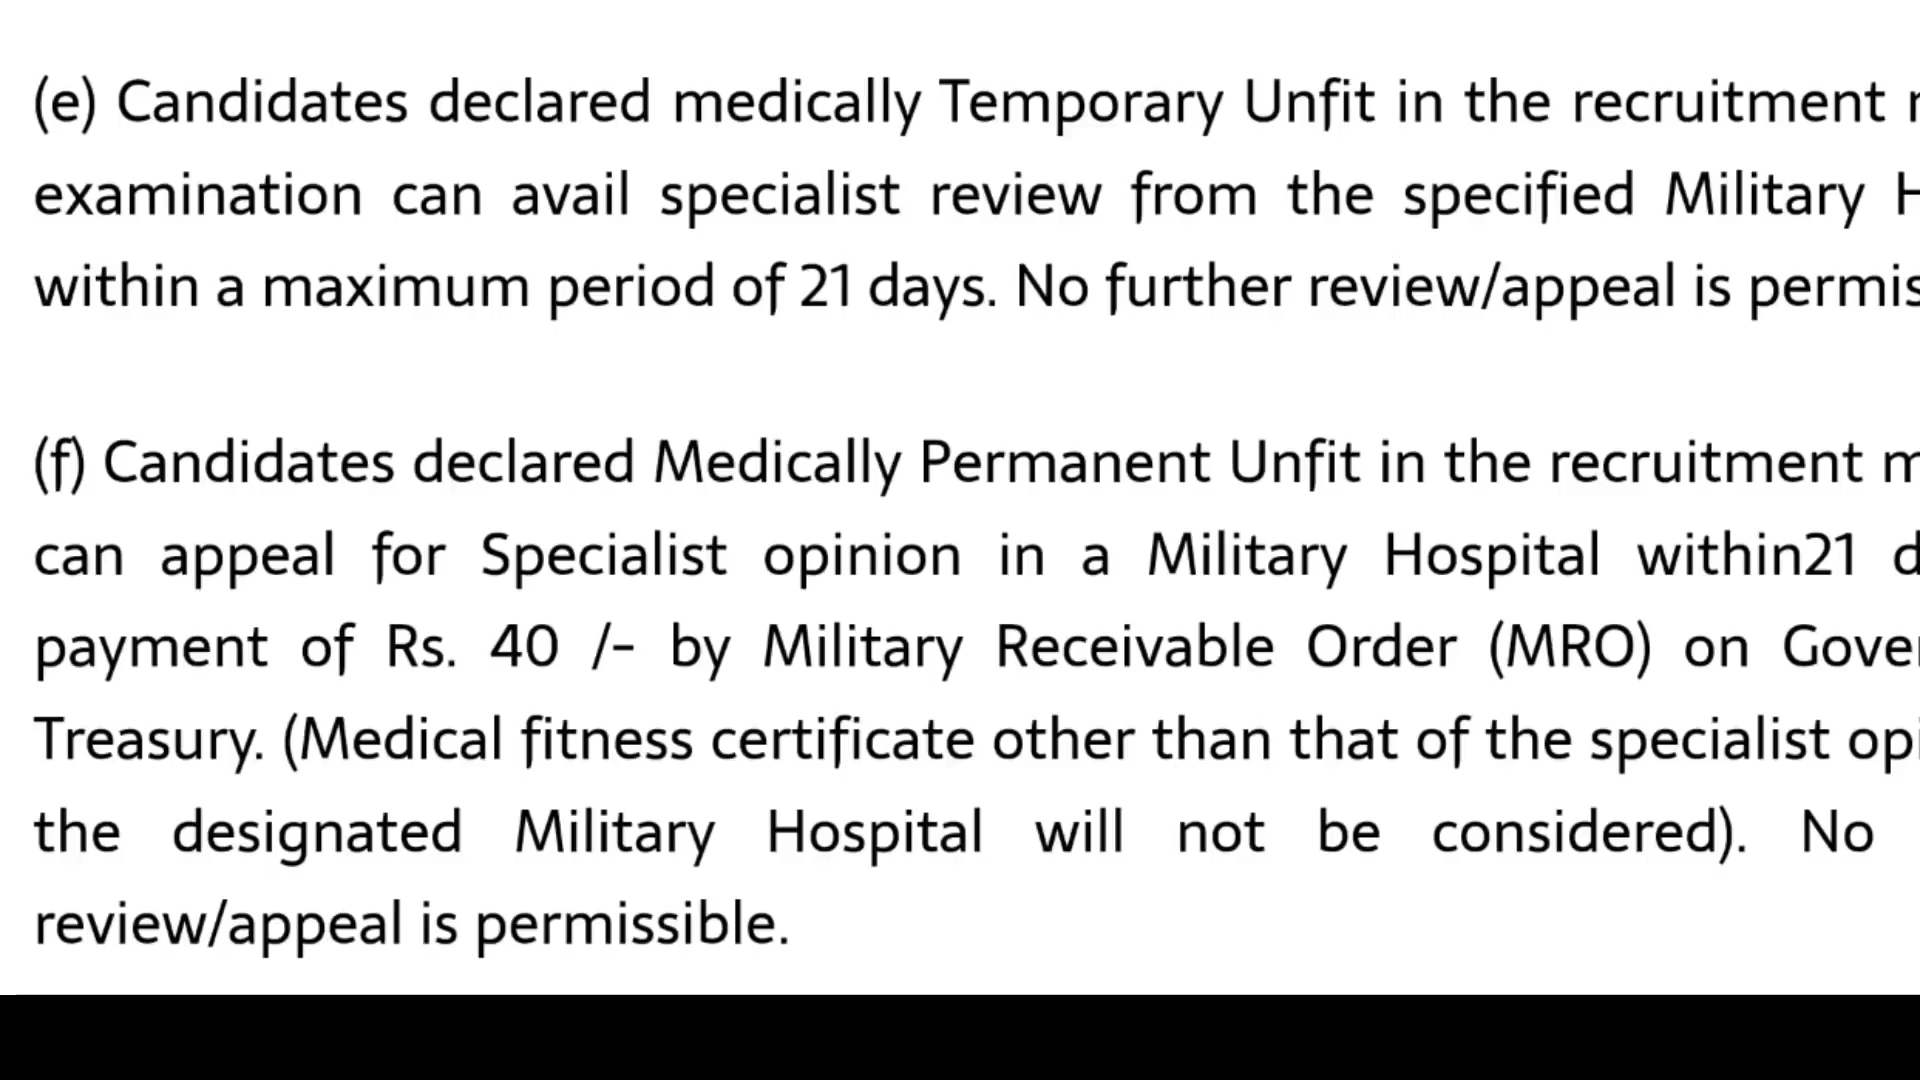 (e) Candidates declared medically Temporary Unfit in the recruitment
examination can avail specialist review from the specified Military
within a maximum period of 21 days. No further review/appeal is permis
(f) Candidates declared Medically Permanent Unfit in the recruitment
can appeal for Specialist opinion in a Military Hospital within21
payment of Rs. 40 /- by Military Receivable Order (MRO) on Gover
Treasury. (Medical fitness certificate other than that of the specialist opi
the designated Military Hospital will not be considered). No
review/appeal is permissible.